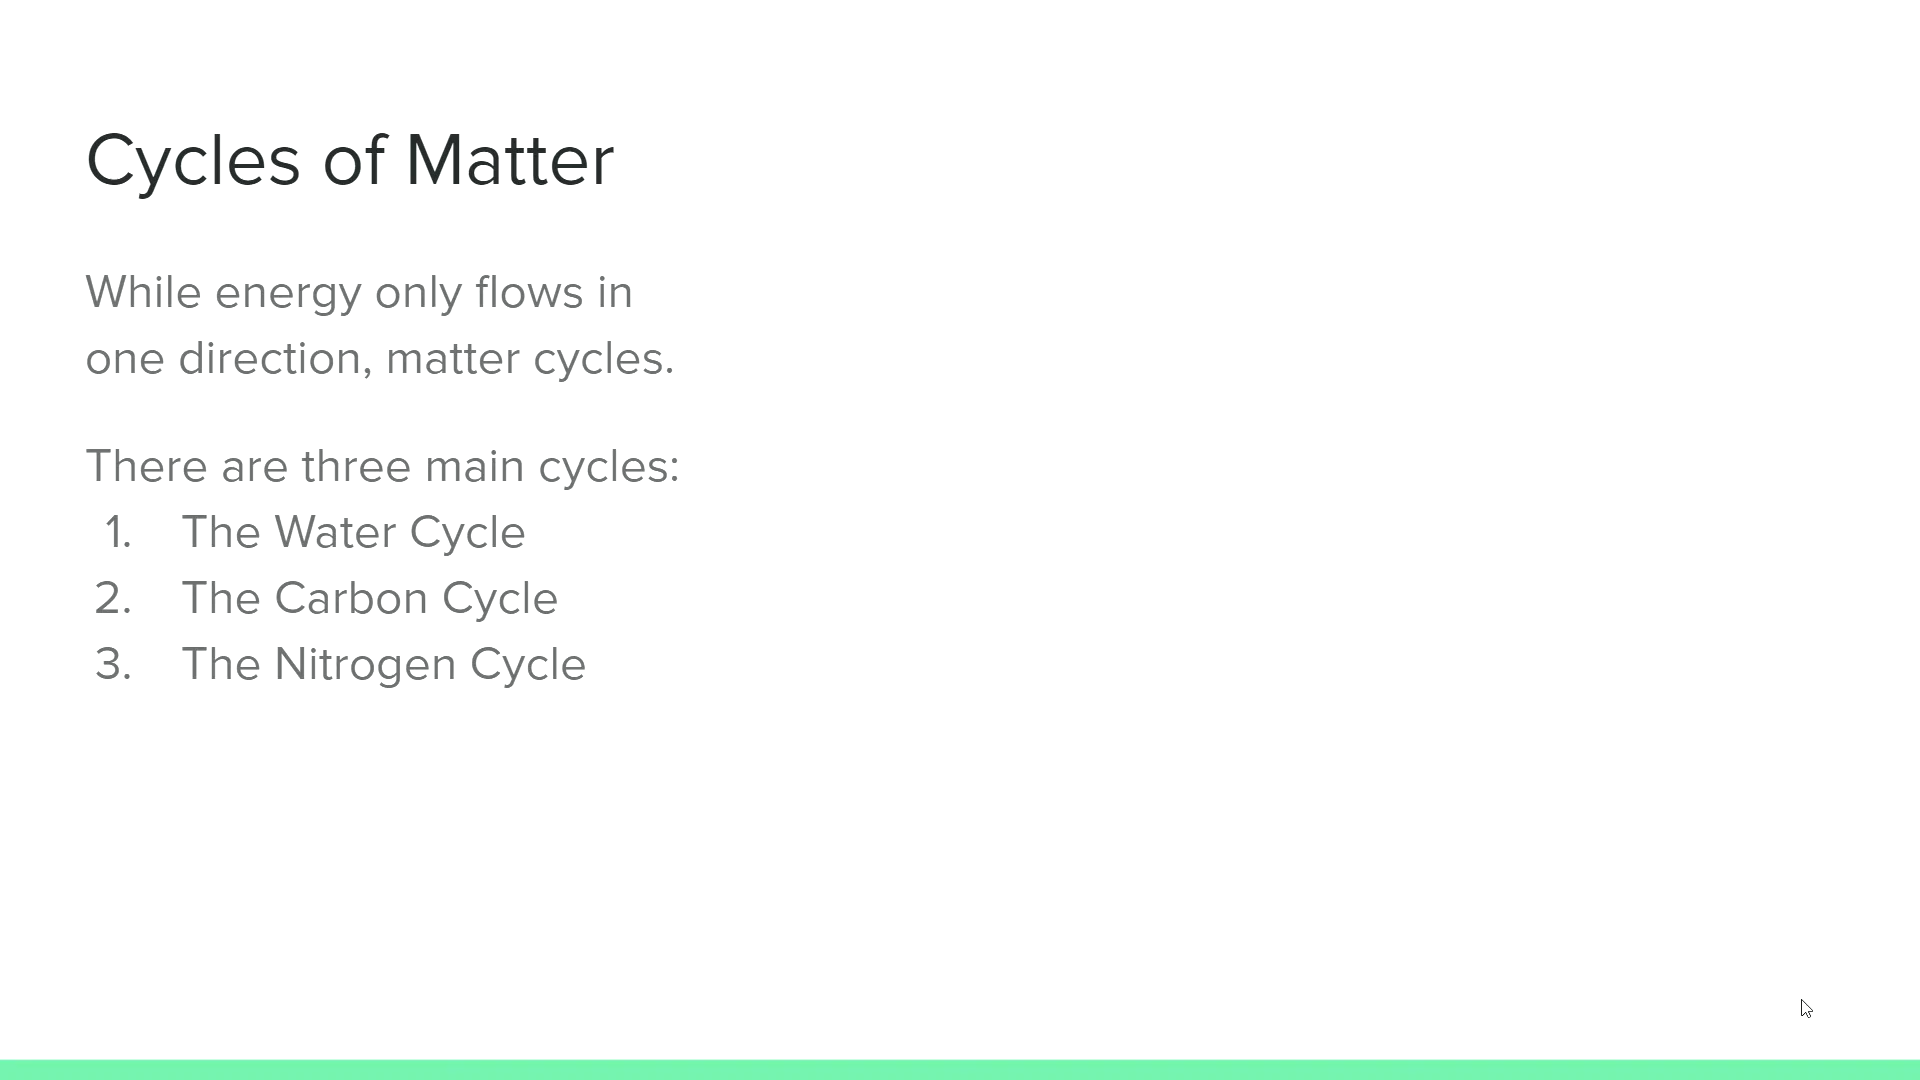 Cycles of Matter
While energy only flows in
one direction, matter cycles.
There are three main cycles:
1. The Water Cycle
2. The Carbon Cycle
3. The Nitrogen Cycle